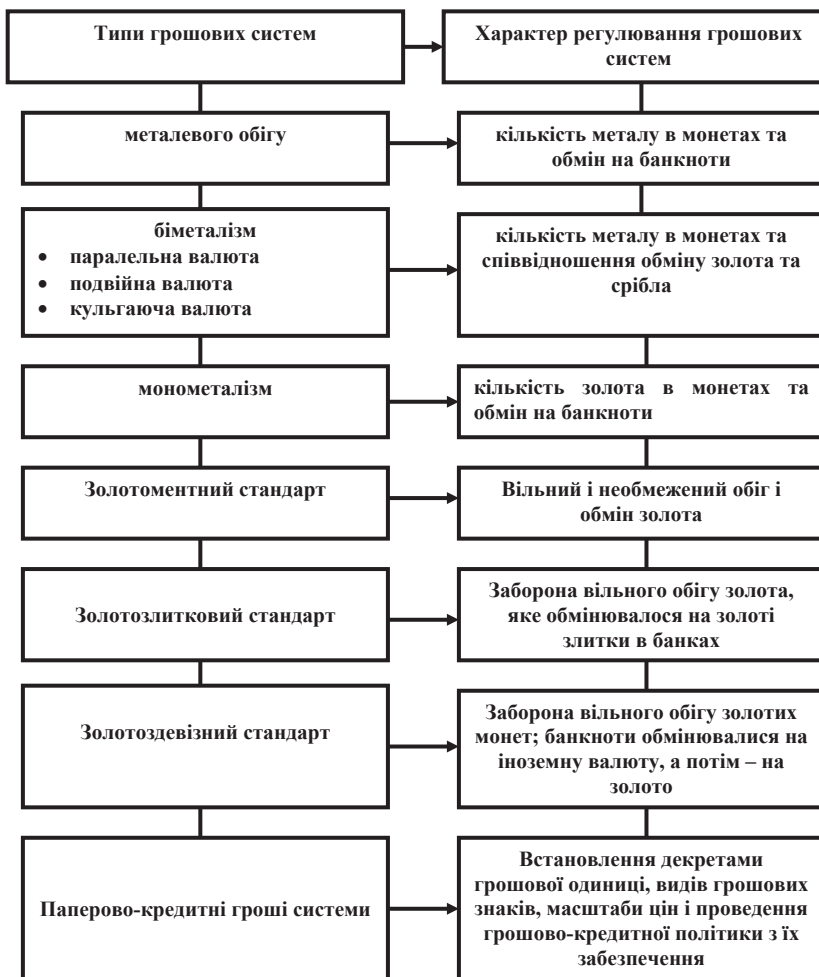 Типи грошових систем
Характер регулювання грошових
систем
металевого обігу
кількість металу в монетах та
обмін на банкноти
біметалізм
• паралельна валюта
• подвійна валюта
• кульгаюча валюта
кількість металу в монетах та
співвідношення обміну золота та
срібла
монометалізм
кількість золота в монетах та
обмін на банкноти
Золотоментний стандарт
Вільний і необмежений обіг і
обмін золота
Золотозлитковий стандарт
Заборона вільного обігу золота,
яке обмінювалося на золоті
злитки в банках
Золотоздевізний стандарт
Заборона вільного обігу золотих
монет; банкноти обмінювалися на
іноземну валюту, а потім – на
золото
Паперово-кредитні гроші системи
Встановлення декретами
грошової одиниці, видів грошових
знаків, масштаби цін і проведення
грошово-кредитної політики з їх
забезпечення